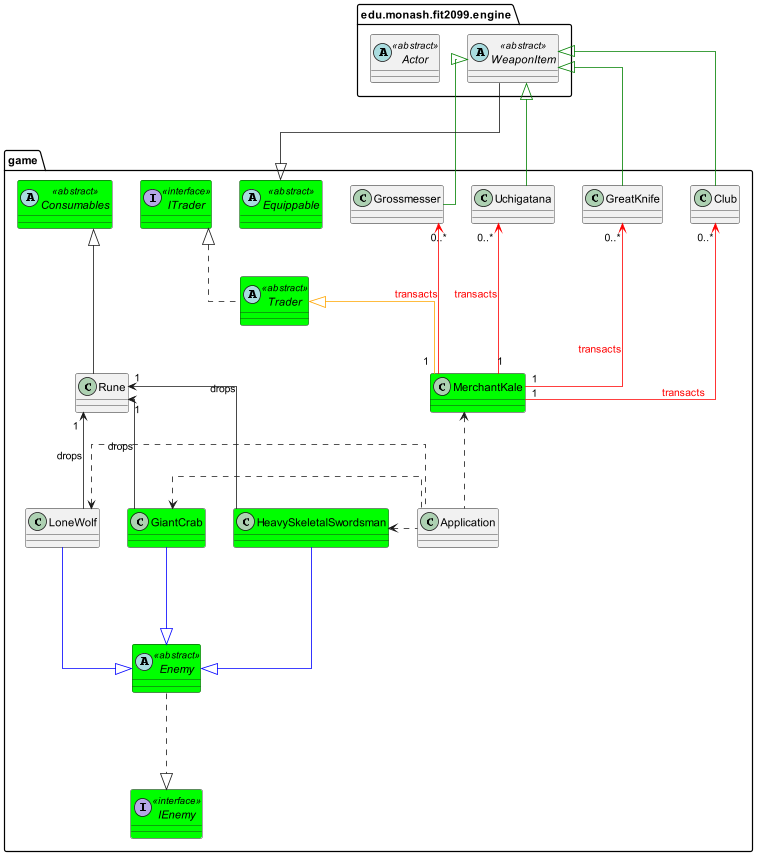 edu.monash.fit2099.engine
A «abstract» Actor
A «abstract» WeaponItem
game
A «abstract» Consumables
I «interface» ITrader
A «abstract» Equippable
C Grossmesser
C Uchigatana
C GreatKnife
C Club
0..*
0..*
0..*
0..*
A «abstract» Trader
transacts
transacts
transacts
transacts
1
1
1
1
C Rune
C MerchantKale
1
1
1
drops
drops
drops
C LoneWolf
C GiantCrab
C HeavySkeletalSwordsman
C Application
A «abstract» Enemy
I «interface» IEnemy